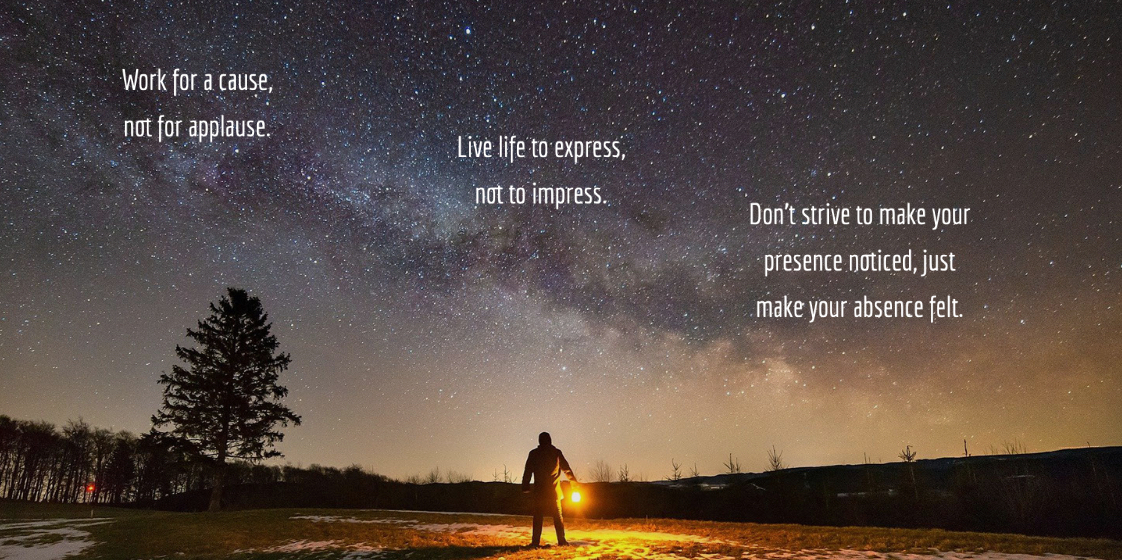 Work for a cause,
not for applause.
Live life to express,
not to impress.
Don't strive to make your
presence noticed, just
make your absence felt.